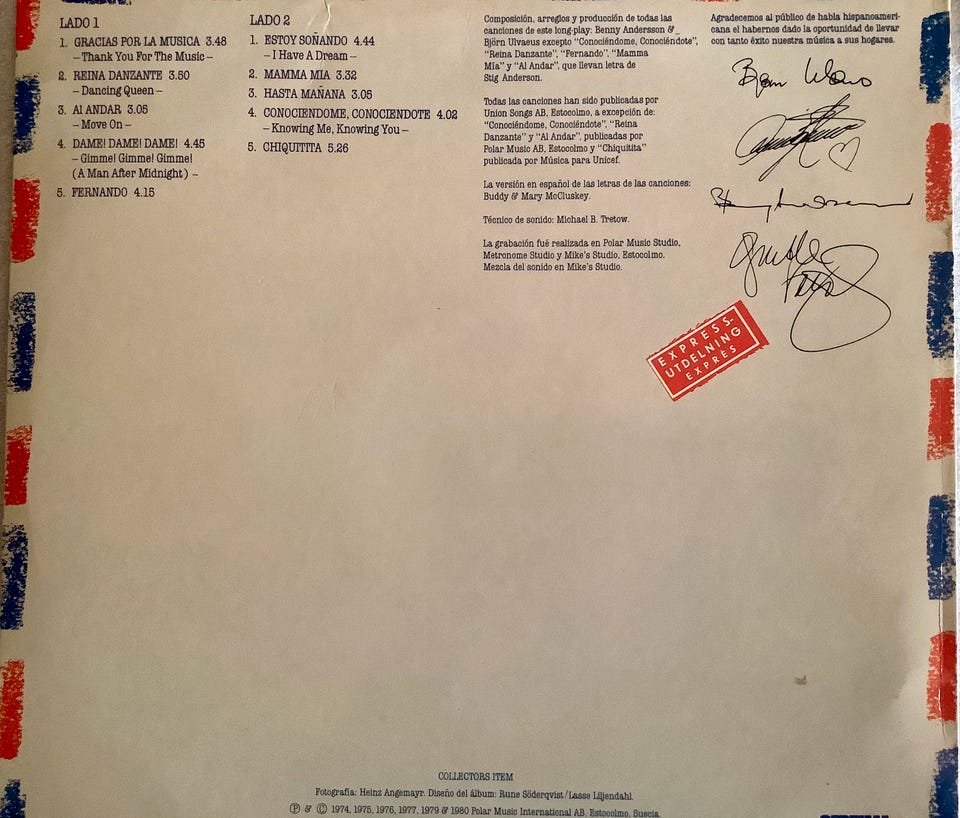 LADO 1
1. GRACIAS POR LA MUSICA 3.48
– Thank You For The Music –
2. REINA DANZANTE 3.50
– Dancing Queen –
3. Al ANDAR 3.05
– Move On –
4. DAME! DAME! DAME! 4.45
– Gimme! Gimme! Gimme!
(A Man After Midnight) –
5. FERNANDO 4.15
LADO 2
1. ESTOY SOÑANDO 4.44
– I Have A Dream –
2. MAMMA MIA 3.32
3. HASTA MAÑANA 3.05
4. CONOCIENDOME, CONOCIENDOTE 4.02
– Knowing Me, Knowing You –
5. CHIQUITITA 5.26
Composición, arreglos y producción de todas las
canciones de este long-play: Benny Andersson &
Björn Ulvaeus excepto “Conociéndome, Conociéndote”,
“Reina Danzante”, “Fernando”, “Mamma
Mía” y “Al Andar”, que llevan letra de
Stig Anderson.
Todas las canciones han sido publicadas por
Union Songs AB, Estocolmo, a excepción de:
“Conociéndome, Conociéndote”, “Reina
Danzante” y “Al Andar”, publicadas por
Polar Music AB, Estocolmo y “Chiquitita”
publicada por Música para Unicef.
La versión en español de las letras de las canciones:
Buddy & Mary McCluskey.
Técnico de sonido: Michael B. Tretow.
La grabación fué realizada en Polar Music Studio,
Metronome Studio y Mike’s Studio, Estocolmo.
Mezcla del sonido en Mike’s Studio.
Agradecemos al público de habla hispanoameri-
cana el habernos dado la oportunidad de llevar
con tanto éxito nuestra música a sus hogares.
EXPRESS-
UTDELNING
EXPRÈS
COLLECTORS ITEM
Fotografía: Heinz Angemayr. Diseño del álbum: Rune Söderqvist/Lasse Liljendahl.
Ⓟ & © 1974, 1975, 1976, 1977, 1979 & 1980 Polar Music International AB, Estocolmo, Suecia